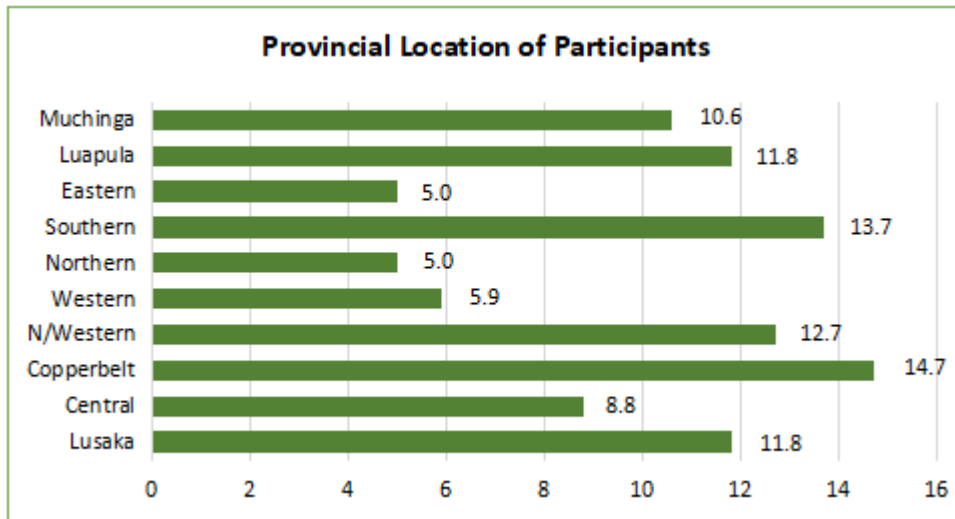 Provincial Location of Participants
Muchinga 10.6
Luapula 11.8
Eastern 5.0
Southern 13.7
Northern 5.0
Western 5.9
N/Western 12.7
Copperbelt 14.7
Central 8.8
Lusaka 11.8
0 2 4 6 8 10 12 14 16